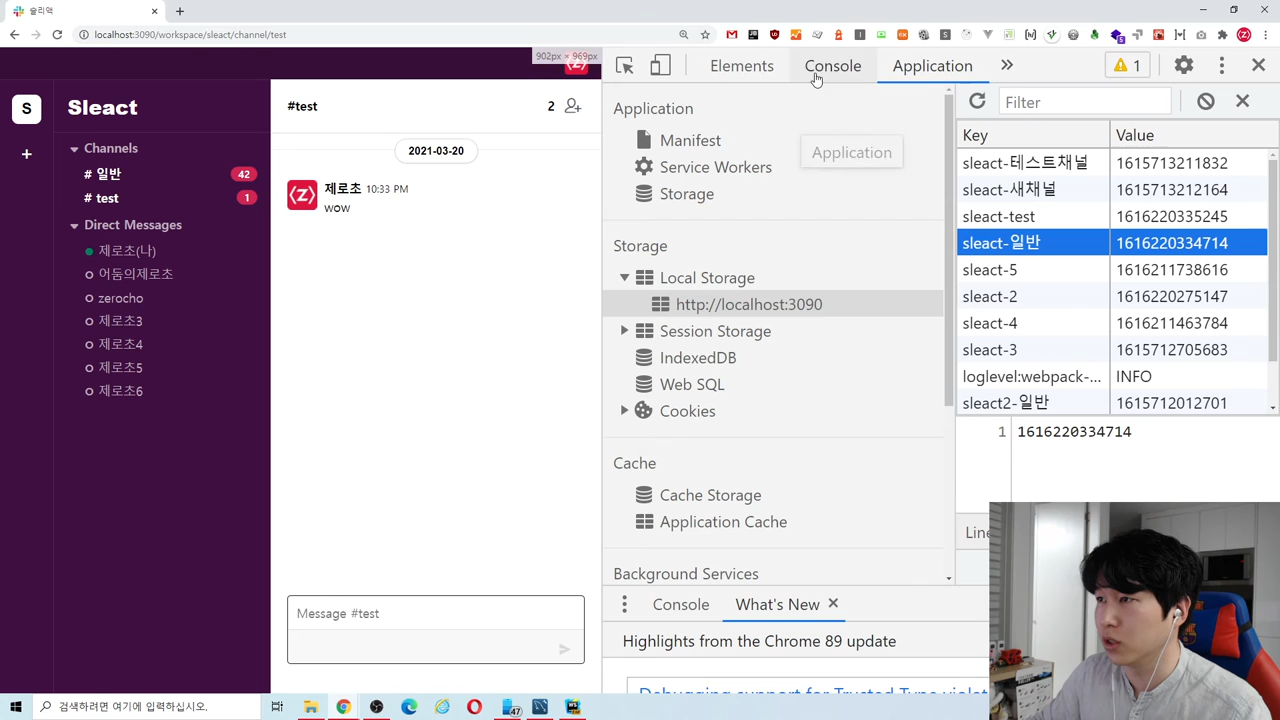 슬리액
localhost:3090/workspace/sleact/channel/test
902px × 969px
Elements
Console
Application
1
S
Sleact
Channels
# 일반
42
# test
1
Direct Messages
제로초(나)
어둠의제로초
zerocho
제로초3
제로초4
제로초5
제로초6
#test
2
2021-03-20
제로초 10:33 PM
wow
Message #test
Application
Manifest
Service Workers
Storage
Application
Storage
Local Storage
http://localhost:3090
Session Storage
IndexedDB
Web SQL
Cookies
Cache
Cache Storage
Application Cache
Background Services
Filter
Key Value
sleact-테스트채널 1615713211832
sleact-새채널 1615713212164
sleact-test 1616220335245
sleact-일반 1616220334714
sleact-5 1616211738616
sleact-2 1616220275147
sleact-4 1616211463784
sleact-3 1615712705683
loglevel:webpack-... INFO
sleact2-일반 1615712012701
1 1616220334714
Line
Console
What's New
Highlights from the Chrome 89 update
Debugging support for Trusted Type violat
검색하려면 여기에 입력하십시오.
47